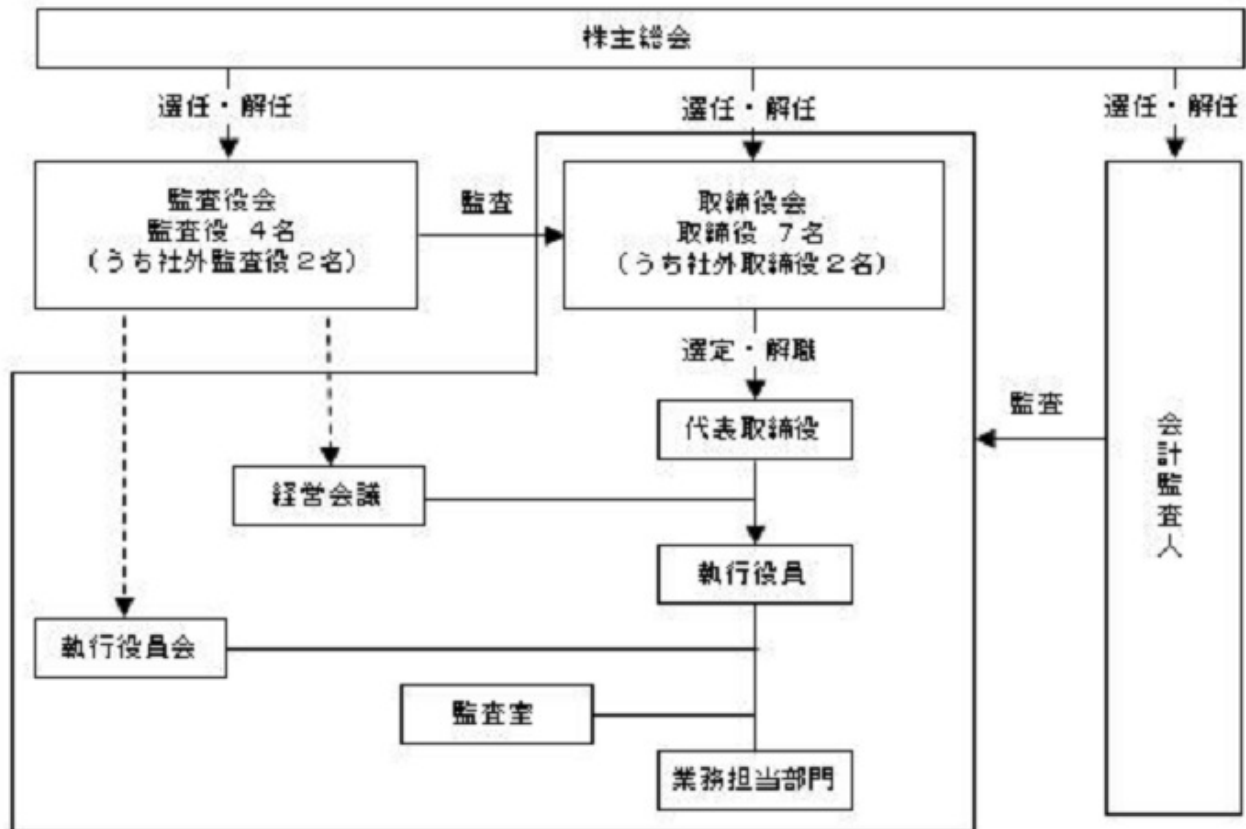 株主総会
選任・解任
選任・解任
選任・解任
監査役会
監査役 4名
(うち社外監査役2名)
監査
取締役会
取締役 7名
(うち社外取締役2名)
選定・解職
代表取締役
監査
会計監査人
経営会議
執行役員
執行役員会
監査室
業務担当部門